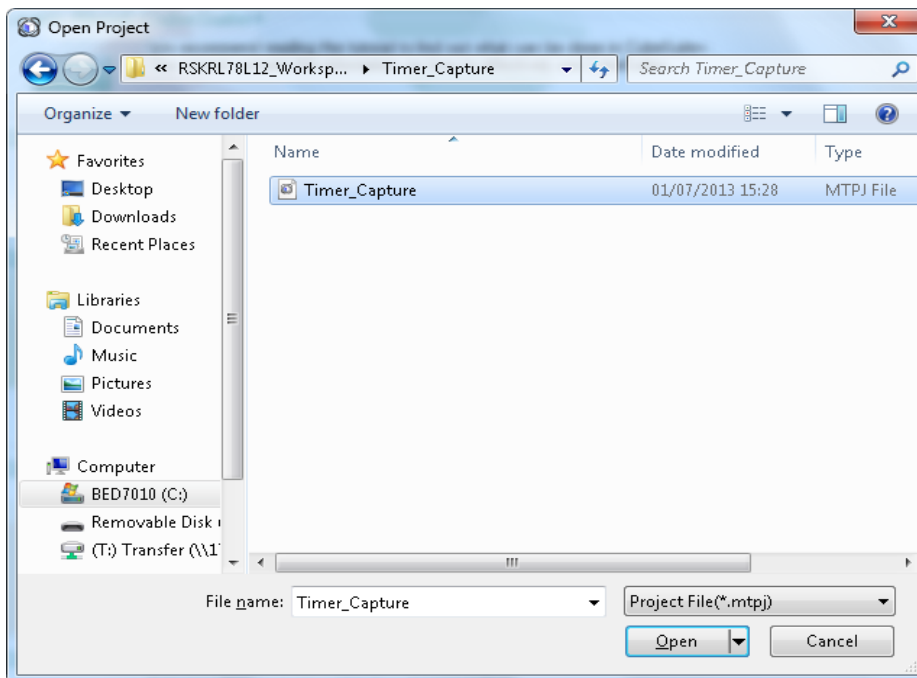 Open Project
« RSKRL78L12_Worksp... ▸ Timer_Capture Search Timer_Capture
Organize New folder
Name Date modified Type
Timer_Capture 01/07/2013 15:28 MTPJ File
Favorites
Desktop
Downloads
Recent Places
Libraries
Documents
Music
Pictures
Videos
Computer
BED7010 (C:)
Removable Disk
(T:) Transfer (\\1
File name: Timer_Capture Project File(*.mtpj)
Open Cancel